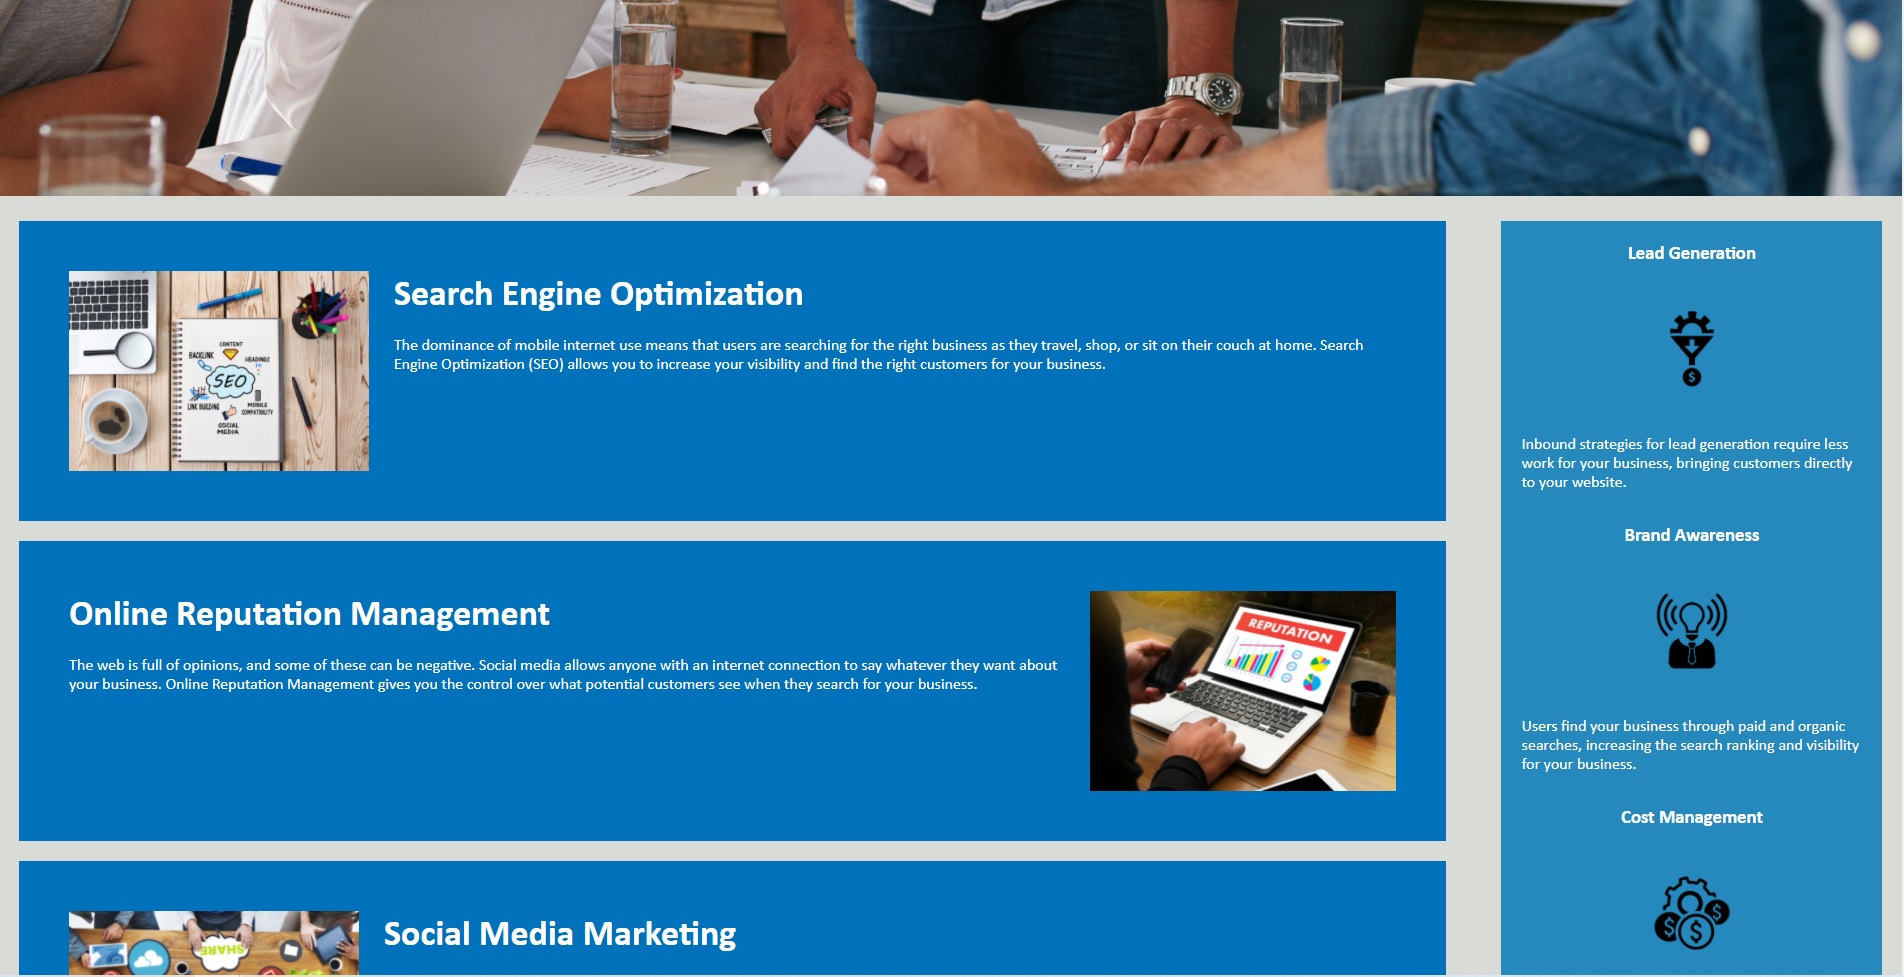 Search Engine Optimization
The dominance of mobile internet use means that users are searching for the right business as they travel, shop, or sit on their couch at home. Search
Engine Optimization (SEO) allows you to increase your visibility and find the right customers for your business.
CONTENT
BACKLINK
HEADINGS
SEO
LINK BUILDING
MOBILE
COMPATIBILITY
SOCIAL
MEDIA
Online Reputation Management
The web is full of opinions, and some of these can be negative. Social media allows anyone with an internet connection to say whatever they want about
your business. Online Reputation Management gives you the control over what potential customers see when they search for your business.
REPUTATION
Social Media Marketing
SHARE
Lead Generation
$
Inbound strategies for lead generation require less
work for your business, bringing customers directly
to your website.
Brand Awareness
Users find your business through paid and organic
searches, increasing the search ranking and visibility
for your business.
Cost Management
$ $ $